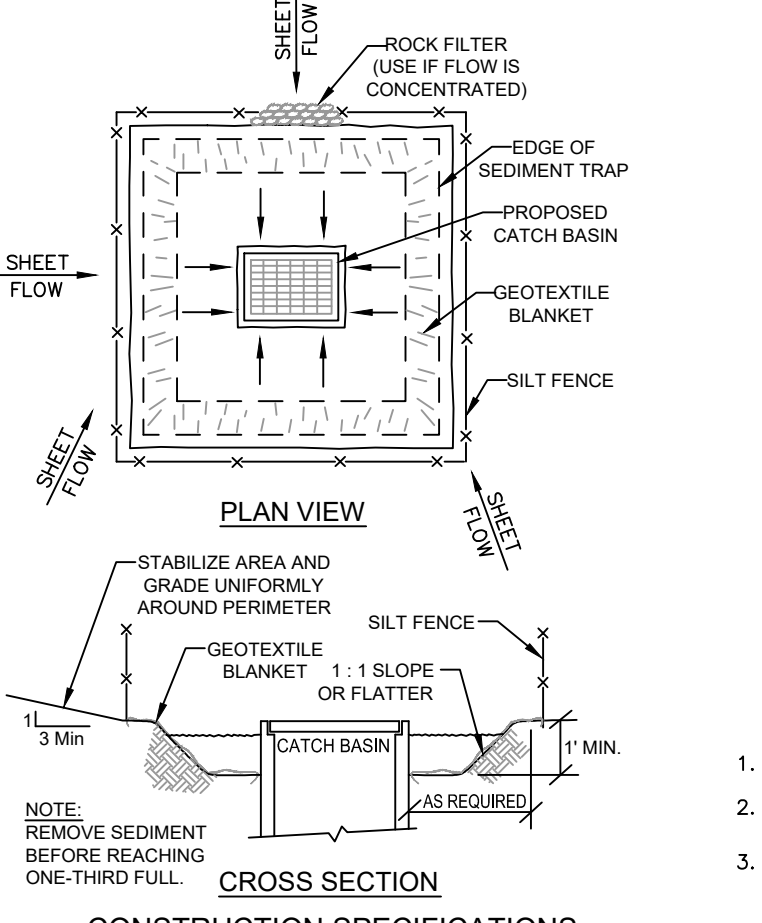 SHEET
FLOW
ROCK FILTER
(USE IF FLOW IS
CONCENTRATED)
EDGE OF
SEDIMENT TRAP
PROPOSED
CATCH BASIN
SHEET
FLOW
GEOTEXTILE
BLANKET
SILT FENCE
SHEET
FLOW
SHEET
FLOW
PLAN VIEW
STABILIZE AREA AND
GRADE UNIFORMLY
AROUND PERIMETER
SILT FENCE
GEOTEXTILE
BLANKET
1 : 1 SLOPE
OR FLATTER
1
3 Min
CATCH BASIN
1' MIN.
AS REQUIRED
NOTE:
REMOVE SEDIMENT
BEFORE REACHING
ONE-THIRD FULL.
CROSS SECTION
1.
2.
3.
CONSTRUCTION SPECIFICATIONS